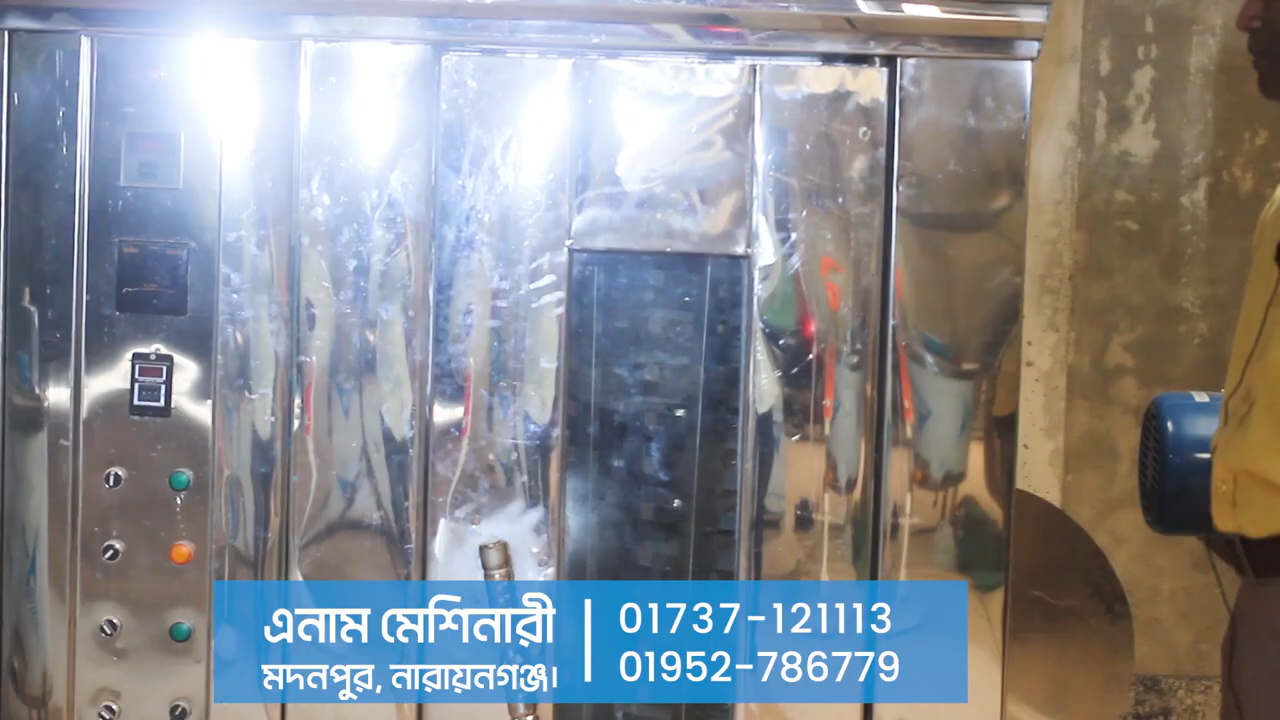 এনাম মেশিনারী
মদনপুর, নারায়নগঞ্জ।
01737-121113
01952-786779